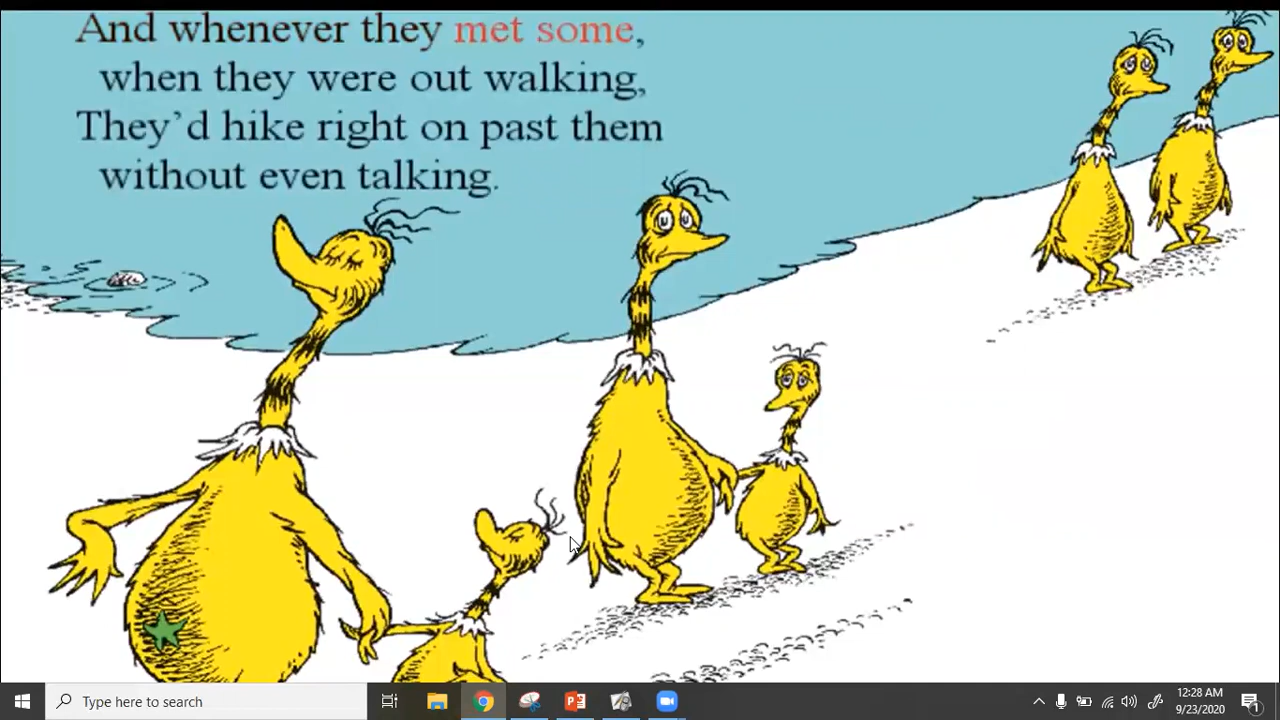 And whenever they met some,
when they were out walking,
They'd hike right on past them
without even talking.
Type here to search
12:28 AM
9/23/2020
1